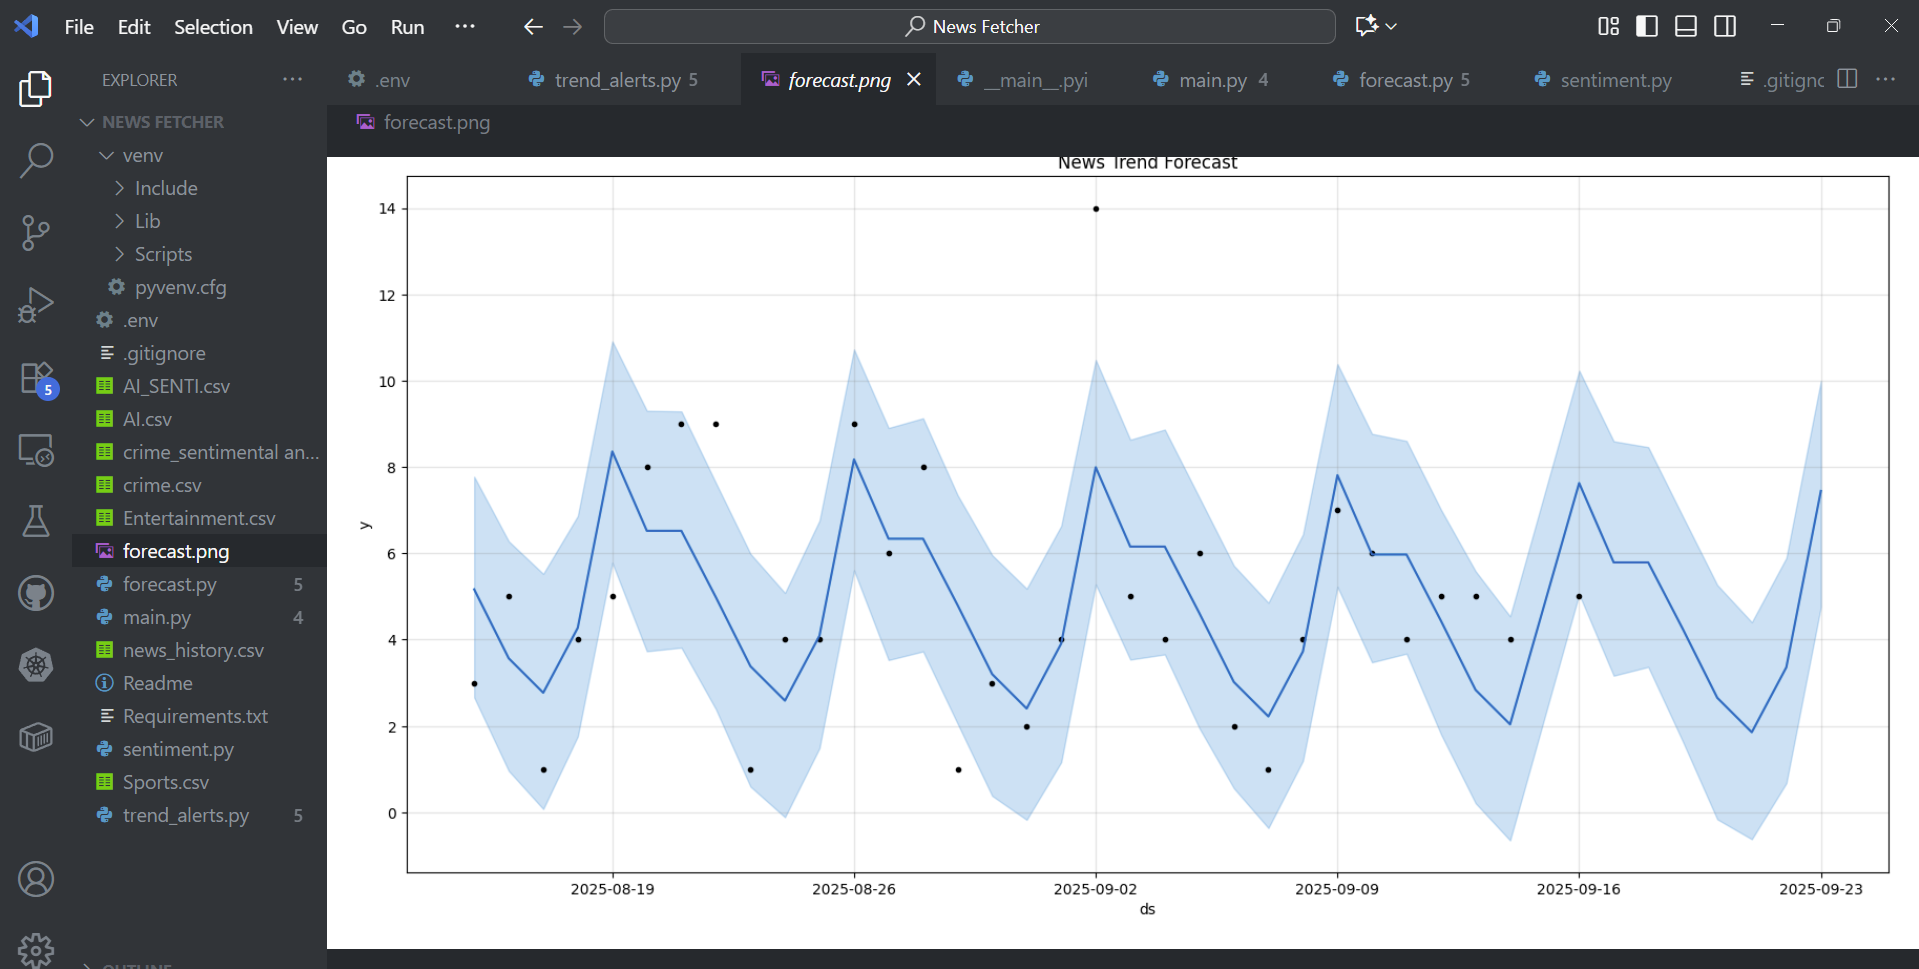 File Edit Selection View Go Run ··· News Fetcher
EXPLORER ···
.env
trend_alerts.py 5
forecast.png
__main__.pyi
main.py 4
forecast.py 5
sentiment.py
.gitignc
···
forecast.png
NEWS FETCHER
venv
Include
Lib
Scripts
pyvenv.cfg
.env
.gitignore
AI_SENTI.csv
AI.csv
crime_sentimental an...
crime.csv
Entertainment.csv
forecast.png
forecast.py 5
main.py 4
news_history.csv
Readme
Requirements.txt
sentiment.py
Sports.csv
trend_alerts.py 5
OUTLINE
5
News Trend Forecast
14
12
10
8
6
4
2
0
y
2025-08-19 2025-08-26 2025-09-02 2025-09-09 2025-09-16 2025-09-23
ds